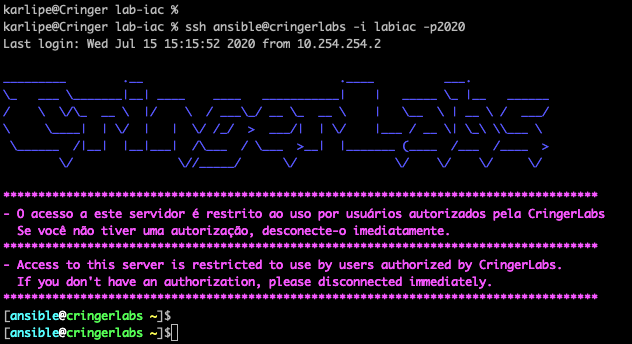 karlipe@Cringer lab-iac %
karlipe@Cringer lab-iac % ssh ansible@cringerlabs -i labiac -p2020
Last login: Wed Jul 15 15:15:52 2020 from 10.254.254.2
CringerLabs
*******************************************************************************
- O acesso a este servidor é restrito ao uso por usuários autorizados pela CringerLabs
Se você não tiver uma autorização, desconecte-o imediatamente.
*******************************************************************************
- Access to this server is restricted to use by users authorized by CringerLabs.
If you don't have an authorization, please disconnected immediately.
*******************************************************************************
[ansible@cringerlabs ~]$
[ansible@cringerlabs ~]$